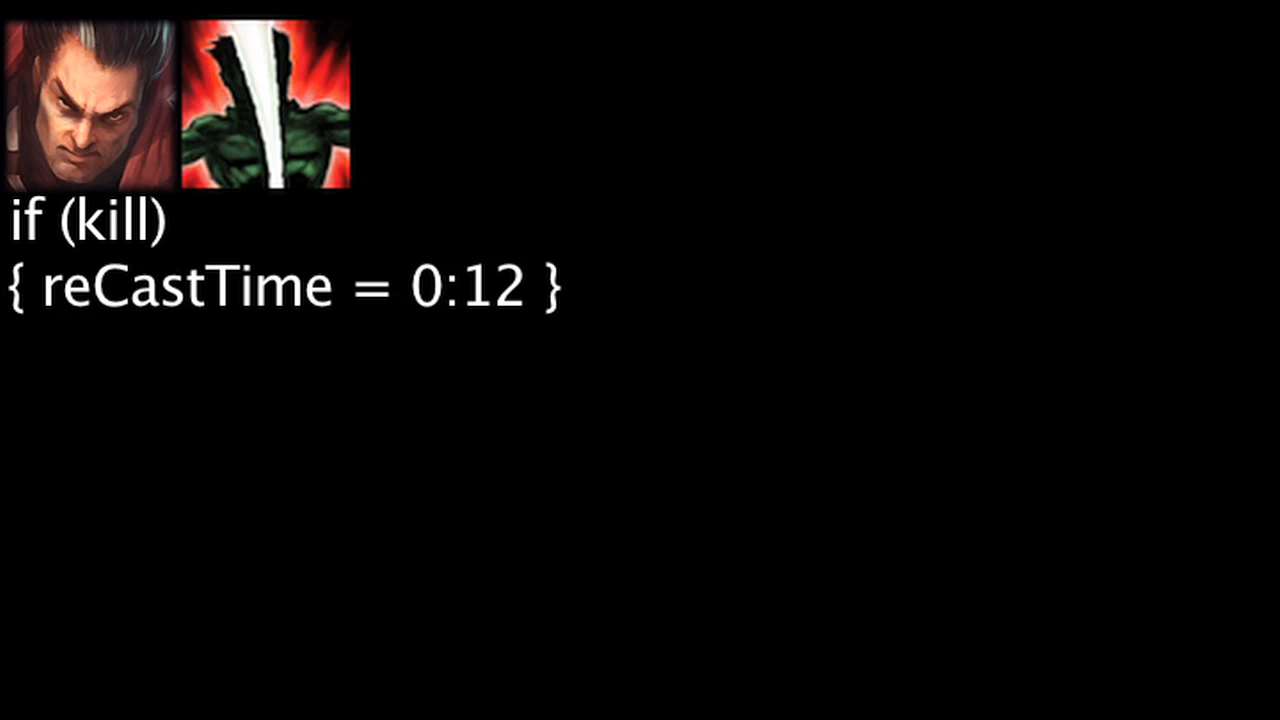 if (kill)
{ reCastTime = 0:12 }